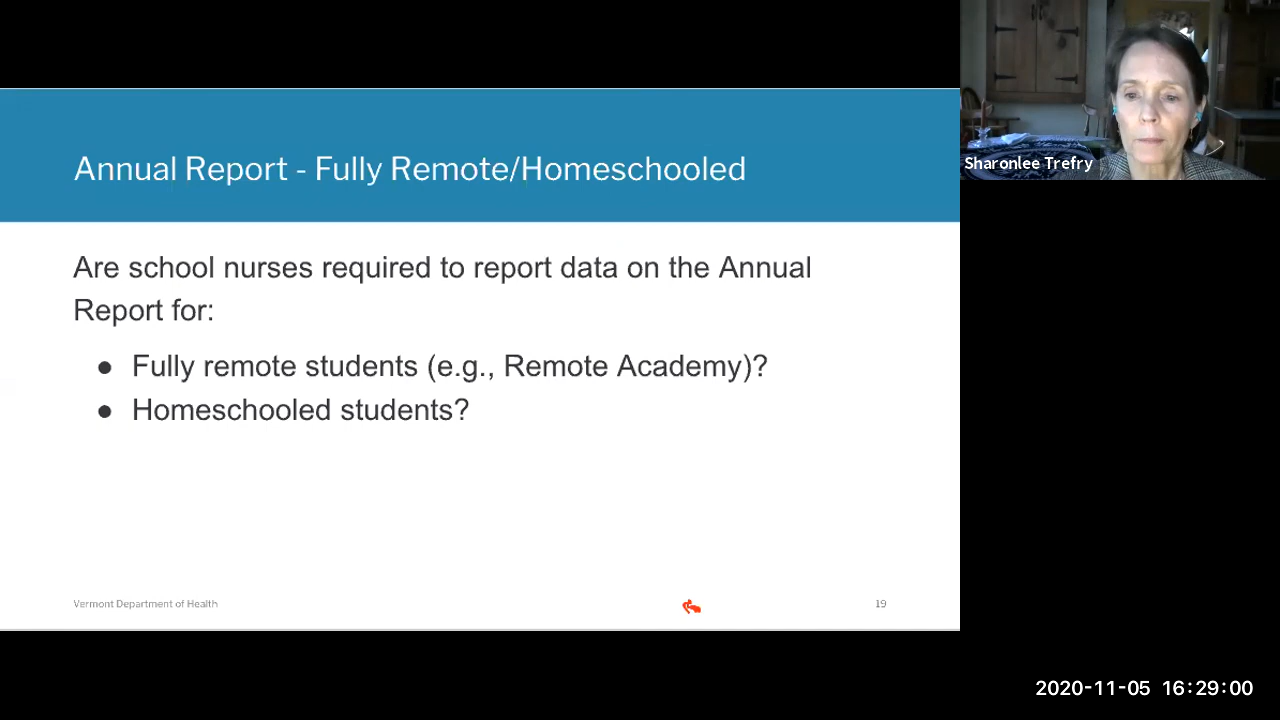 Annual Report - Fully Remote/Homeschooled
Sharonlee Trefry
Are school nurses required to report data on the Annual
Report for:
● Fully remote students (e.g., Remote Academy)?
● Homeschooled students?
Vermont Department of Health
19
2020-11-05 16:29:00